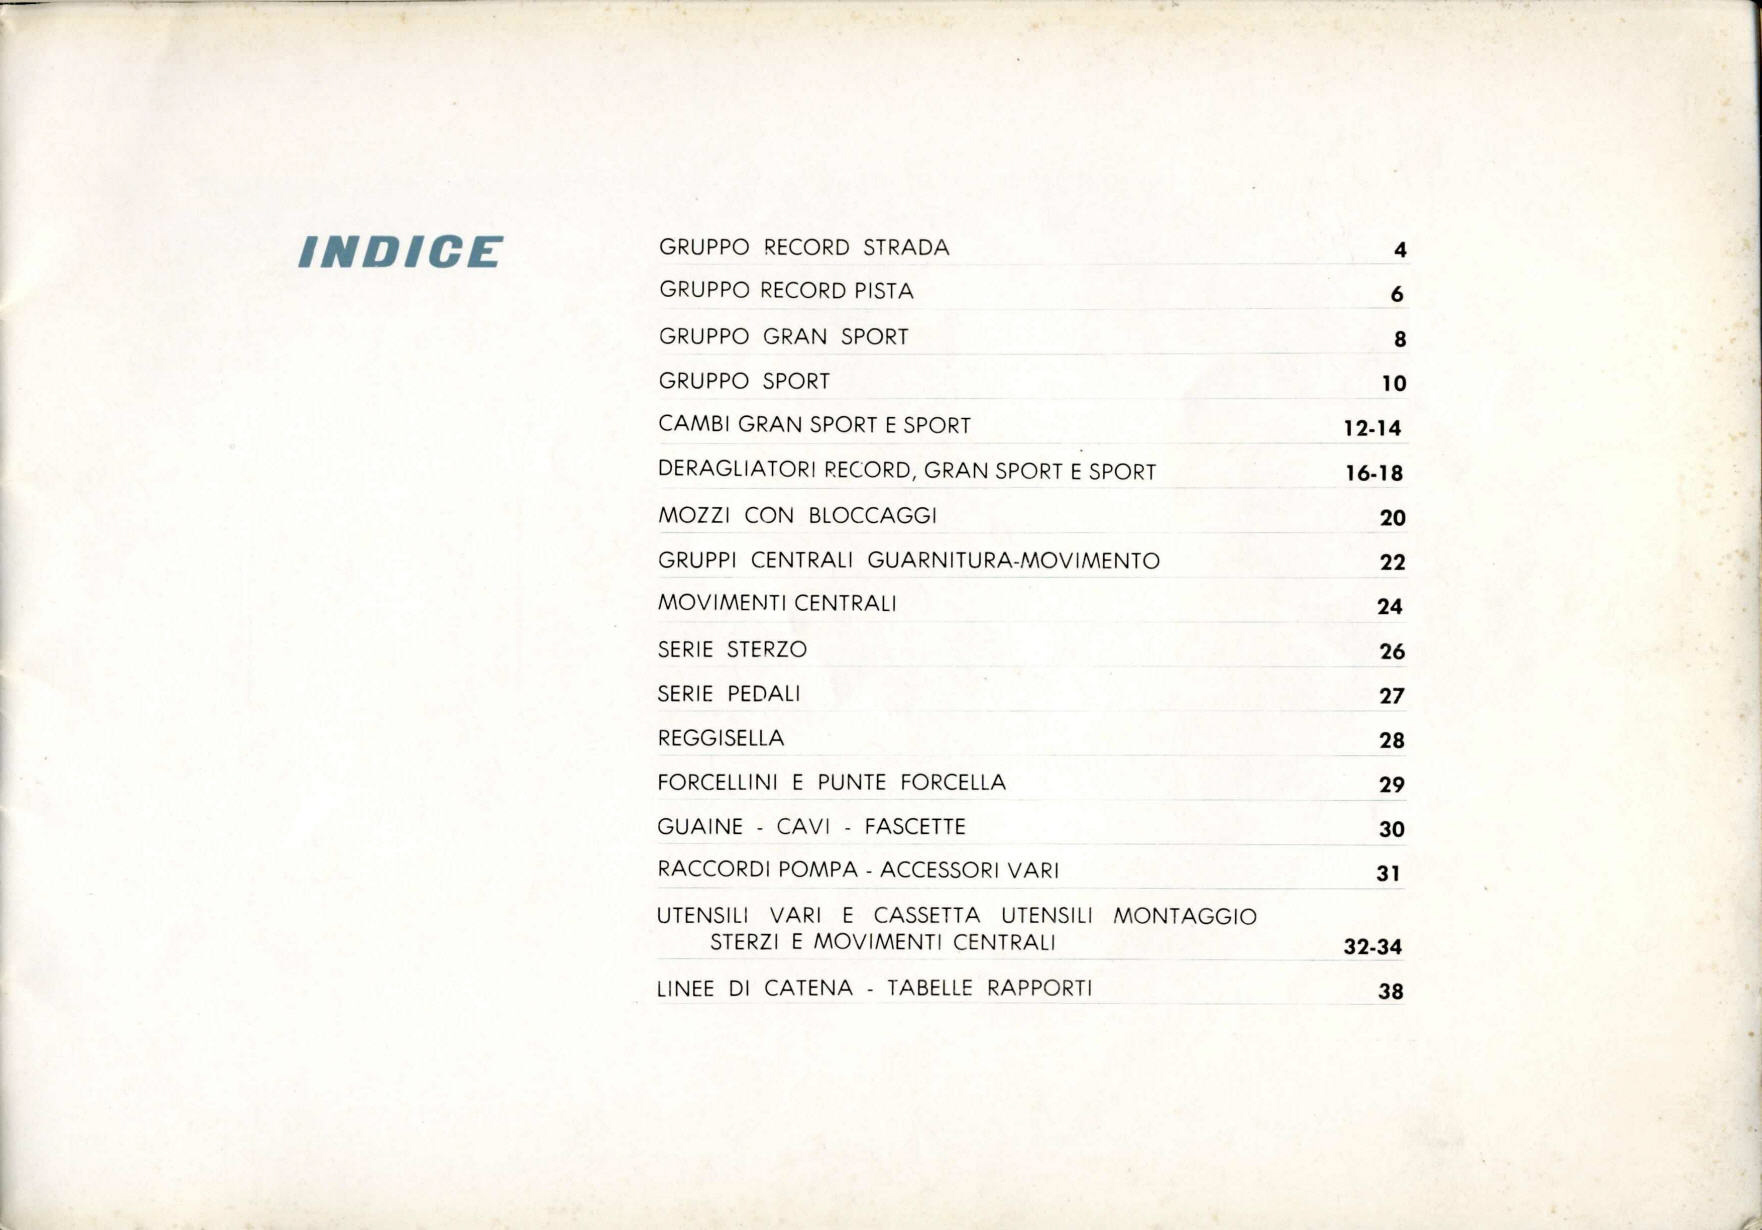 INDICE
GRUPPO RECORD STRADA 4
GRUPPO RECORD PISTA 6
GRUPPO GRAN SPORT 8
GRUPPO SPORT 10
CAMBI GRAN SPORT E SPORT 12-14
DERAGLIATORI RECORD, GRAN SPORT E SPORT 16-18
MOZZI CON BLOCCAGGI 20
GRUPPI CENTRALI GUARNITURA-MOVIMENTO 22
MOVIMENTI CENTRALI 24
SERIE STERZO 26
SERIE PEDALI 27
REGGISELLA 28
FORCELLINI E PUNTE FORCELLA 29
GUAINE - CAVI - FASCETTE 30
RACCORDI POMPA - ACCESSORI VARI 31
UTENSILI VARI E CASSETTA UTENSILI MONTAGGIO
STERZI E MOVIMENTI CENTRALI 32-34
LINEE DI CATENA - TABELLE RAPPORTI 38